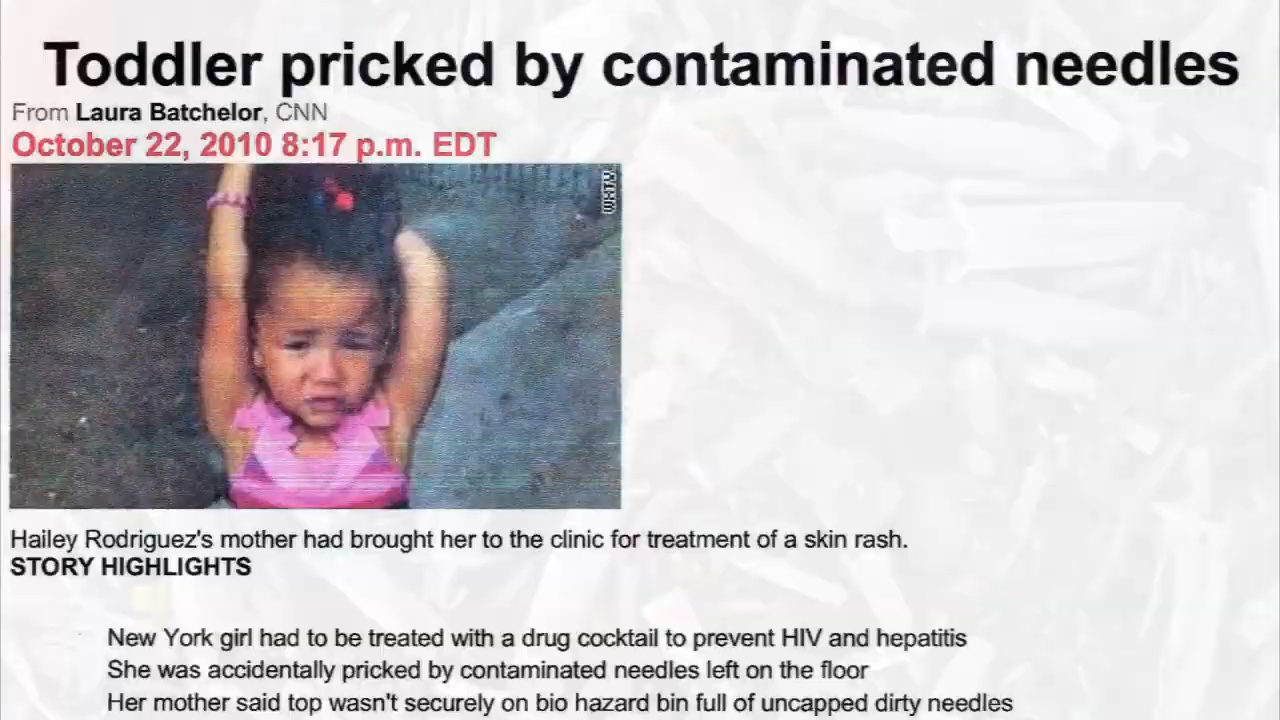 Toddler pricked by contaminated needles
From Laura Batchelor, CNN
October 22, 2010 8:17 p.m. EDT
WHTV
Hailey Rodriguez's mother had brought her to the clinic for treatment of a skin rash.
STORY HIGHLIGHTS
New York girl had to be treated with a drug cocktail to prevent HIV and hepatitis
She was accidentally pricked by contaminated needles left on the floor
Her mother said top wasn't securely on bio hazard bin full of uncapped dirty needles